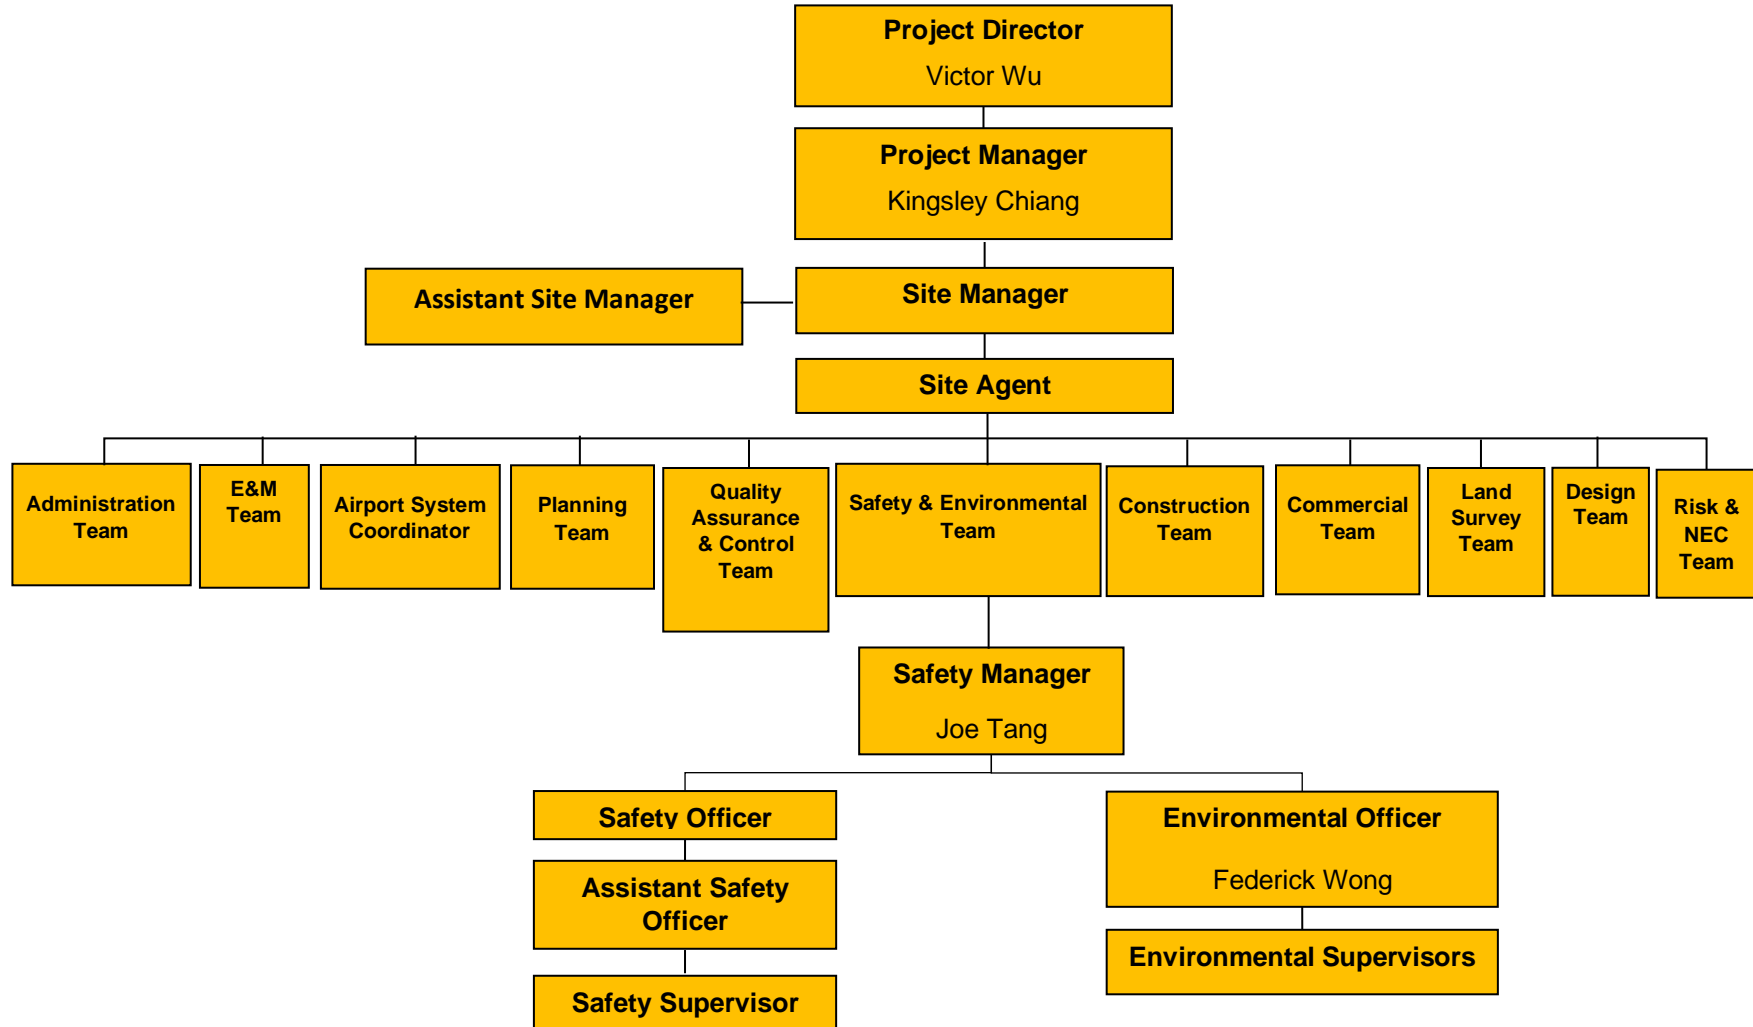 Project Director
Victor Wu
Project Manager
Kingsley Chiang
Assistant Site Manager
Site Manager
Site Agent
Administration
Team
E&M
Team
Airport System
Coordinator
Planning
Team
Quality
Assurance
& Control
Team
Safety & Environmental
Team
Construction
Team
Commercial
Team
Land
Survey
Team
Design
Team
Risk &
NEC
Team
Safety Manager
Joe Tang
Safety Officer
Assistant Safety
Officer
Safety Supervisor
Environmental Officer
Federick Wong
Environmental Supervisors